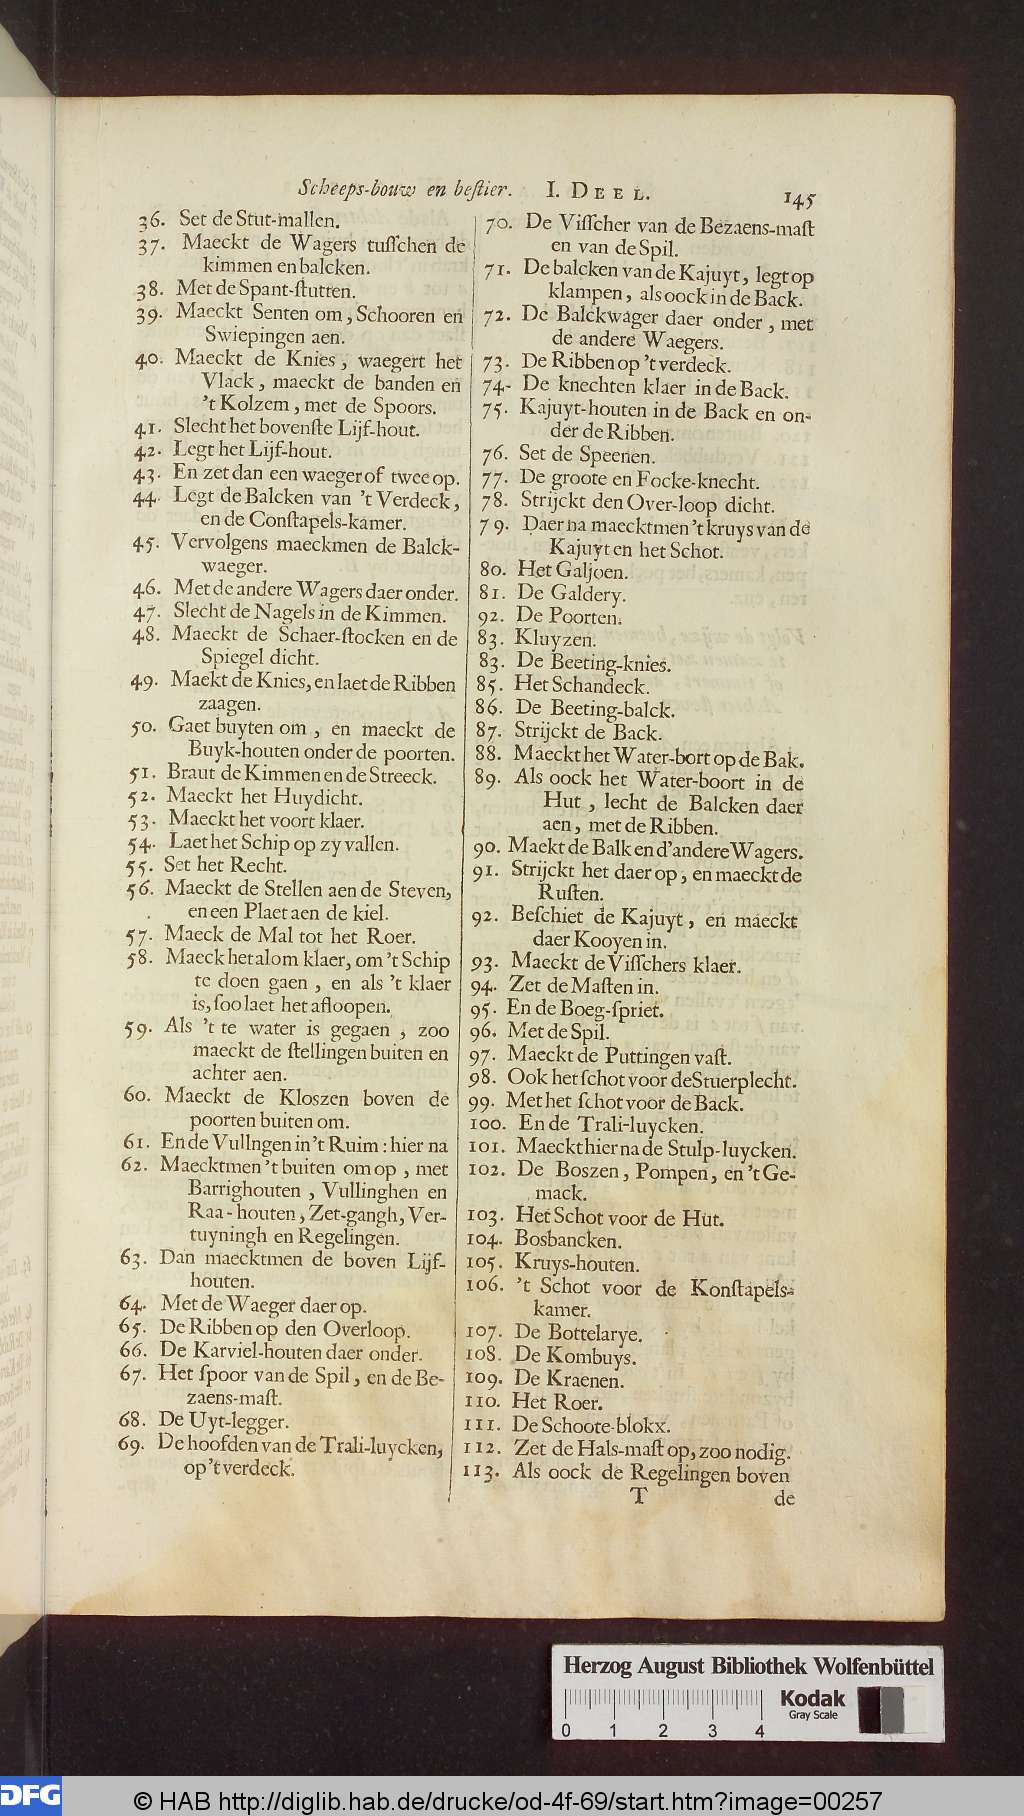 Scheeps-bouw en beſtier. I. DEEL. 145
36. Set de Stut-mallen.
37. Maeckt de Wagers tuſſchen de
kimmen en balcken.
38. Met de Spant-ſtutten.
39. Maeckt Senten om, Schooren en
Swiepingen aen.
40. Maeckt de Knies, waegert het
Vlack, maeckt de banden en
't Kolzem, met de Spoors.
41. Slecht het bovenſte Lijf-hout.
42. Legt het Lijf-hout.
43. En zet dan een waeger of twee op.
44. Legt de Balcken van 't Verdeck,
en de Conſtapels-kamer.
45. Vervolgens maeckmen de Balck-
waeger.
46. Met de andere Wagers daer onder.
47. Slecht de Nagels in de Kimmen.
48. Maeckt de Schaer-ſtocken en de
Spiegel dicht.
49. Maekt de Knies, en laet de Ribben
zaagen.
50. Gaet buyten om, en maeckt de
Buyk-houten onder de poorten.
51. Braut de Kimmen en de Streeck.
52. Maeckt het Huydicht.
53. Maeckt het voort klaer.
54. Laet het Schip op zy vallen.
55. Set het Recht.
56. Maeckt de Stellen aen de Steven,
en een Plaet aen de kiel.
57. Maeck de Mal tot het Roer.
58. Maeck het alom klaer, om 't Schip
te doen gaen, en als 't klaer
is, ſoo laet het afloopen.
59. Als 't te water is gegaen, zoo
maeckt de ſtellingen buiten en
achter aen.
60. Maeckt de Kloszen boven de
poorten buiten om.
61. En de Vullngen in 't Ruim: hier na
62. Maecktmen 't buiten om op, met
Barrighouten, Vullinghen en
Raa-houten, Zet-gangh, Ver-
tuyningh en Regelingen.
63. Dan maecktmen de boven Lijf-
houten.
64. Met de Waeger daer op.
65. De Ribben op den Overloop.
66. De Karviel-houten daer onder.
67. Het ſpoor van de Spil, en de Be-
zaens-maſt.
68. De Uyt-legger.
69. De hoofden van de Trali-luycken,
op 't verdeck.
70. De Viſſcher van de Bezaens-maſt
en van de Spil.
71. De balcken van de Kajuyt, legt op
klampen, als oock in de Back.
72. De Balckwager daer onder, met
de andere Waegers.
73. De Ribben op 't verdeck.
74. De knechten klaer in de Back.
75. Kajuyt-houten in de Back en on-
der de Ribben.
76. Set de Speenen.
77. De groote en Focke-knecht.
78. Strijckt den Over-loop dicht.
79. Daer na maecktmen 't kruys van de
Kajuyt en het Schot.
80. Het Galjoen.
81. De Galdery.
92. De Poorten.
83. Kluyzen.
83. De Beeting-knies.
85. Het Schandeck.
86. De Beeting-balck.
87. Strijckt de Back.
88. Maeckt het Water-bort op de Bak.
89. Als oock het Water-boort in de
Hut, lecht de Balcken daer
aen, met de Ribben.
90. Maekt de Balk en d'andere Wagers.
91. Strijckt het daer op, en maeckt de
Ruſten.
92. Beſchiet de Kajuyt, en maeckt
daer Kooyen in.
93. Maeckt de Viſſchers klaer.
94. Zet de Maſten in.
95. En de Boeg-ſpriet.
96. Met de Spil.
97. Maeckt de Puttingen vaſt.
98. Ook het ſchot voor de Stuerplecht.
99. Met het ſchot voor de Back.
100. En de Trali-luycken.
101. Maeckt hier na de Stulp-luycken.
102. De Boszen, Pompen, en 't Ge-
mack.
103. Het Schot voor de Hut.
104. Bosbancken.
105. Kruys-houten.
106. 't Schot voor de Konſtapels-
kamer.
107. De Bottelarye.
108. De Kombuys.
109. De Kraenen.
110. Het Roer.
111. De Schoote-blokx.
112. Zet de Hals-maſt op, zoo nodig.
113. Als oock de Regelingen boven
T de
Herzog August Bibliothek Wolfenbüttel
Kodak
Gray Scale
0 1 2 3 4
DFG © HAB http://diglib.hab.de/drucke/od-4f-69/start.htm?image=00257